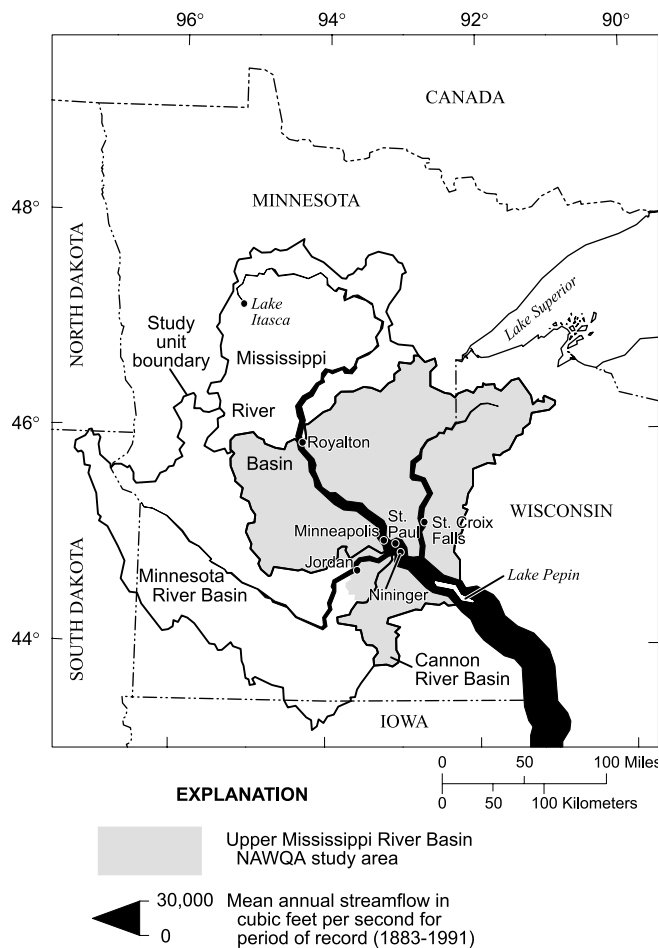 96°
94°
92°
90°
CANADA
48°
MINNESOTA
NORTH DAKOTA
Lake
Itasca
Lake Superior
Study
unit
boundary
Mississippi
River
46°
Royalton
Basin
WISCONSIN
St.
Paul
Minneapolis
St. Croix
Falls
Jordan
Lake Pepin
Minnesota
River Basin
Nininger
SOUTH DAKOTA
44°
Cannon
River Basin
IOWA
0 50 100 Miles
0 50 100 Kilometers
EXPLANATION
Upper Mississippi River Basin
NAWQA study area
30,000
0
Mean annual streamflow in
cubic feet per second for
period of record (1883-1991)